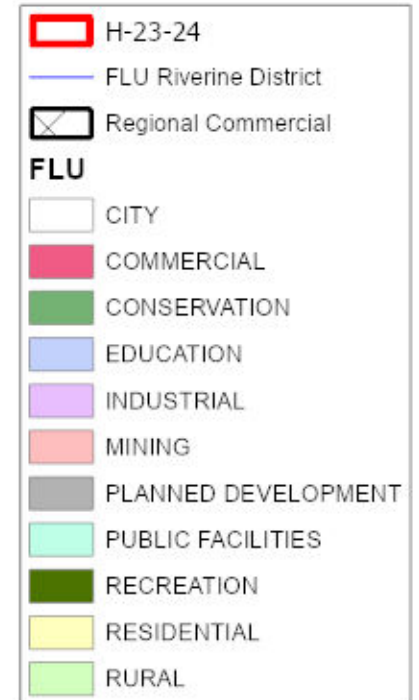 H-23-24
FLU Riverine District
Regional Commercial
FLU
CITY
COMMERCIAL
CONSERVATION
EDUCATION
INDUSTRIAL
MINING
PLANNED DEVELOPMENT
PUBLIC FACILITIES
RECREATION
RESIDENTIAL
RURAL